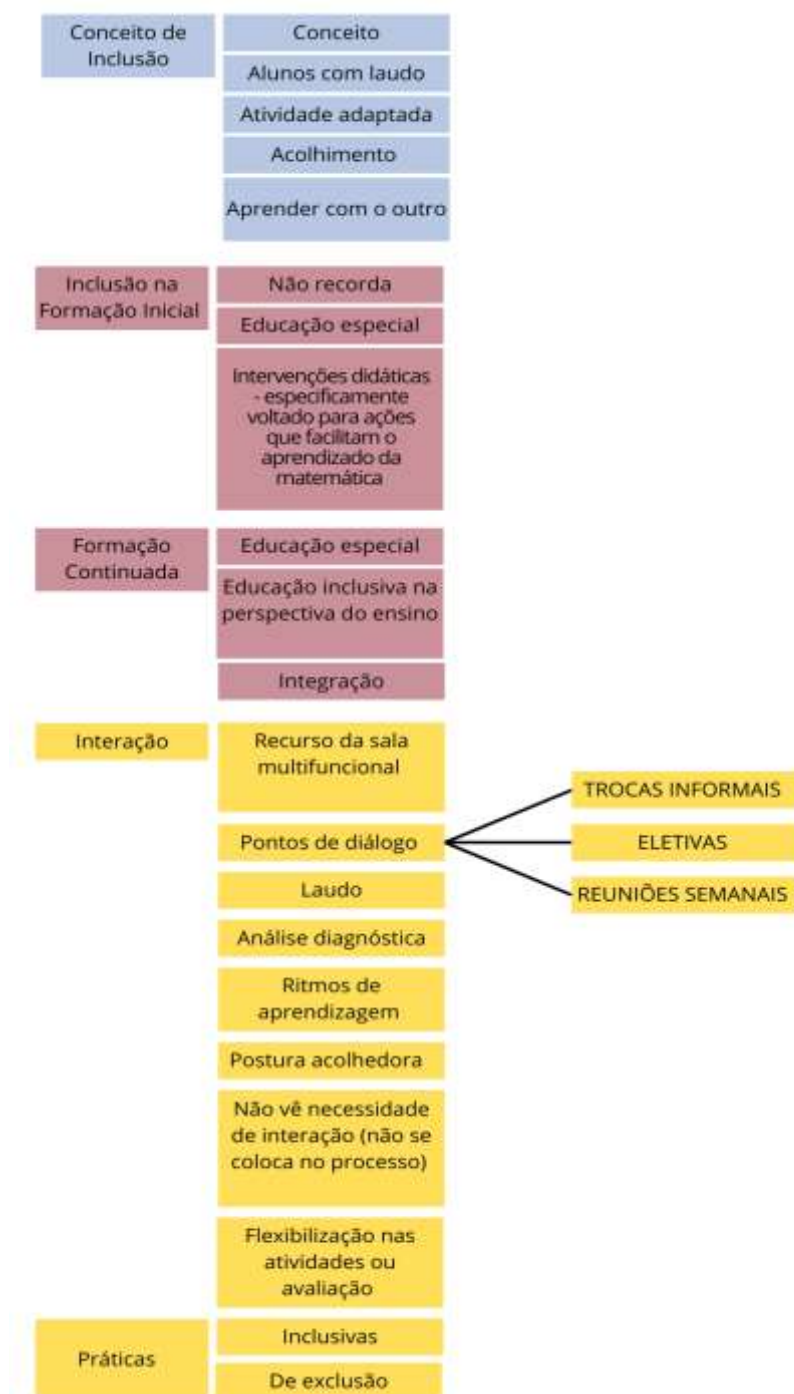 Conceito de
Inclusão
Conceito
Alunos com laudo
Atividade adaptada
Acolhimento
Aprender com o outro
Inclusão na
Formação Inicial
Não recorda
Educação especial
Intervenções didáticas
- especificamente
voltado para ações
que facilitam o
aprendizado da
matemática
Formação
Continuada
Educação especial
Educação inclusiva na
perspectiva do ensino
Integração
Interação
Recurso da sala
multifuncional
Pontos de diálogo
TROCAS INFORMAIS
ELETIVAS
REUNIÕES SEMANAIS
Laudo
Análise diagnóstica
Ritmos de
aprendizagem
Postura acolhedora
Não vê necessidade
de interação (não se
coloca no processo)
Flexibilização nas
atividades ou
avaliação
Práticas
Inclusivas
De exclusão